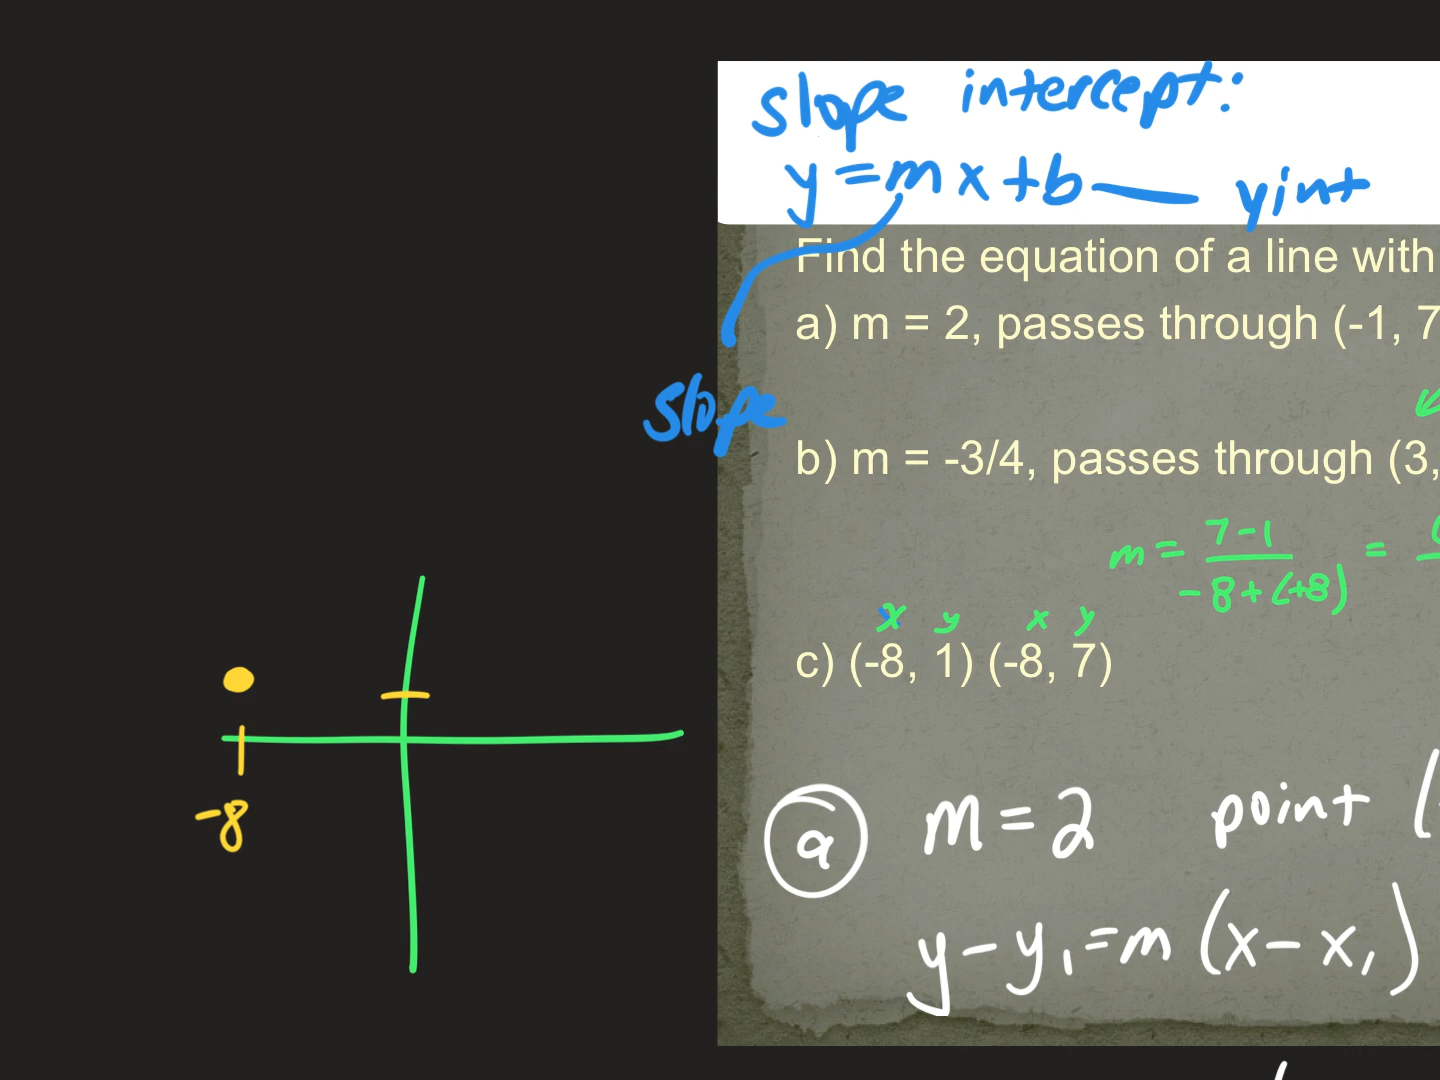 slope intercept:
y = mx + b — yint
Find the equation of a line with
a) m = 2, passes through (-1, 7
slope
b) m = -3/4, passes through (3,
m = 7 - 1 / -8 + (+8) =
x y x y
c) (-8, 1) (-8, 7)
-8
a m = 2 point (
y - y₁ = m (x - x₁)